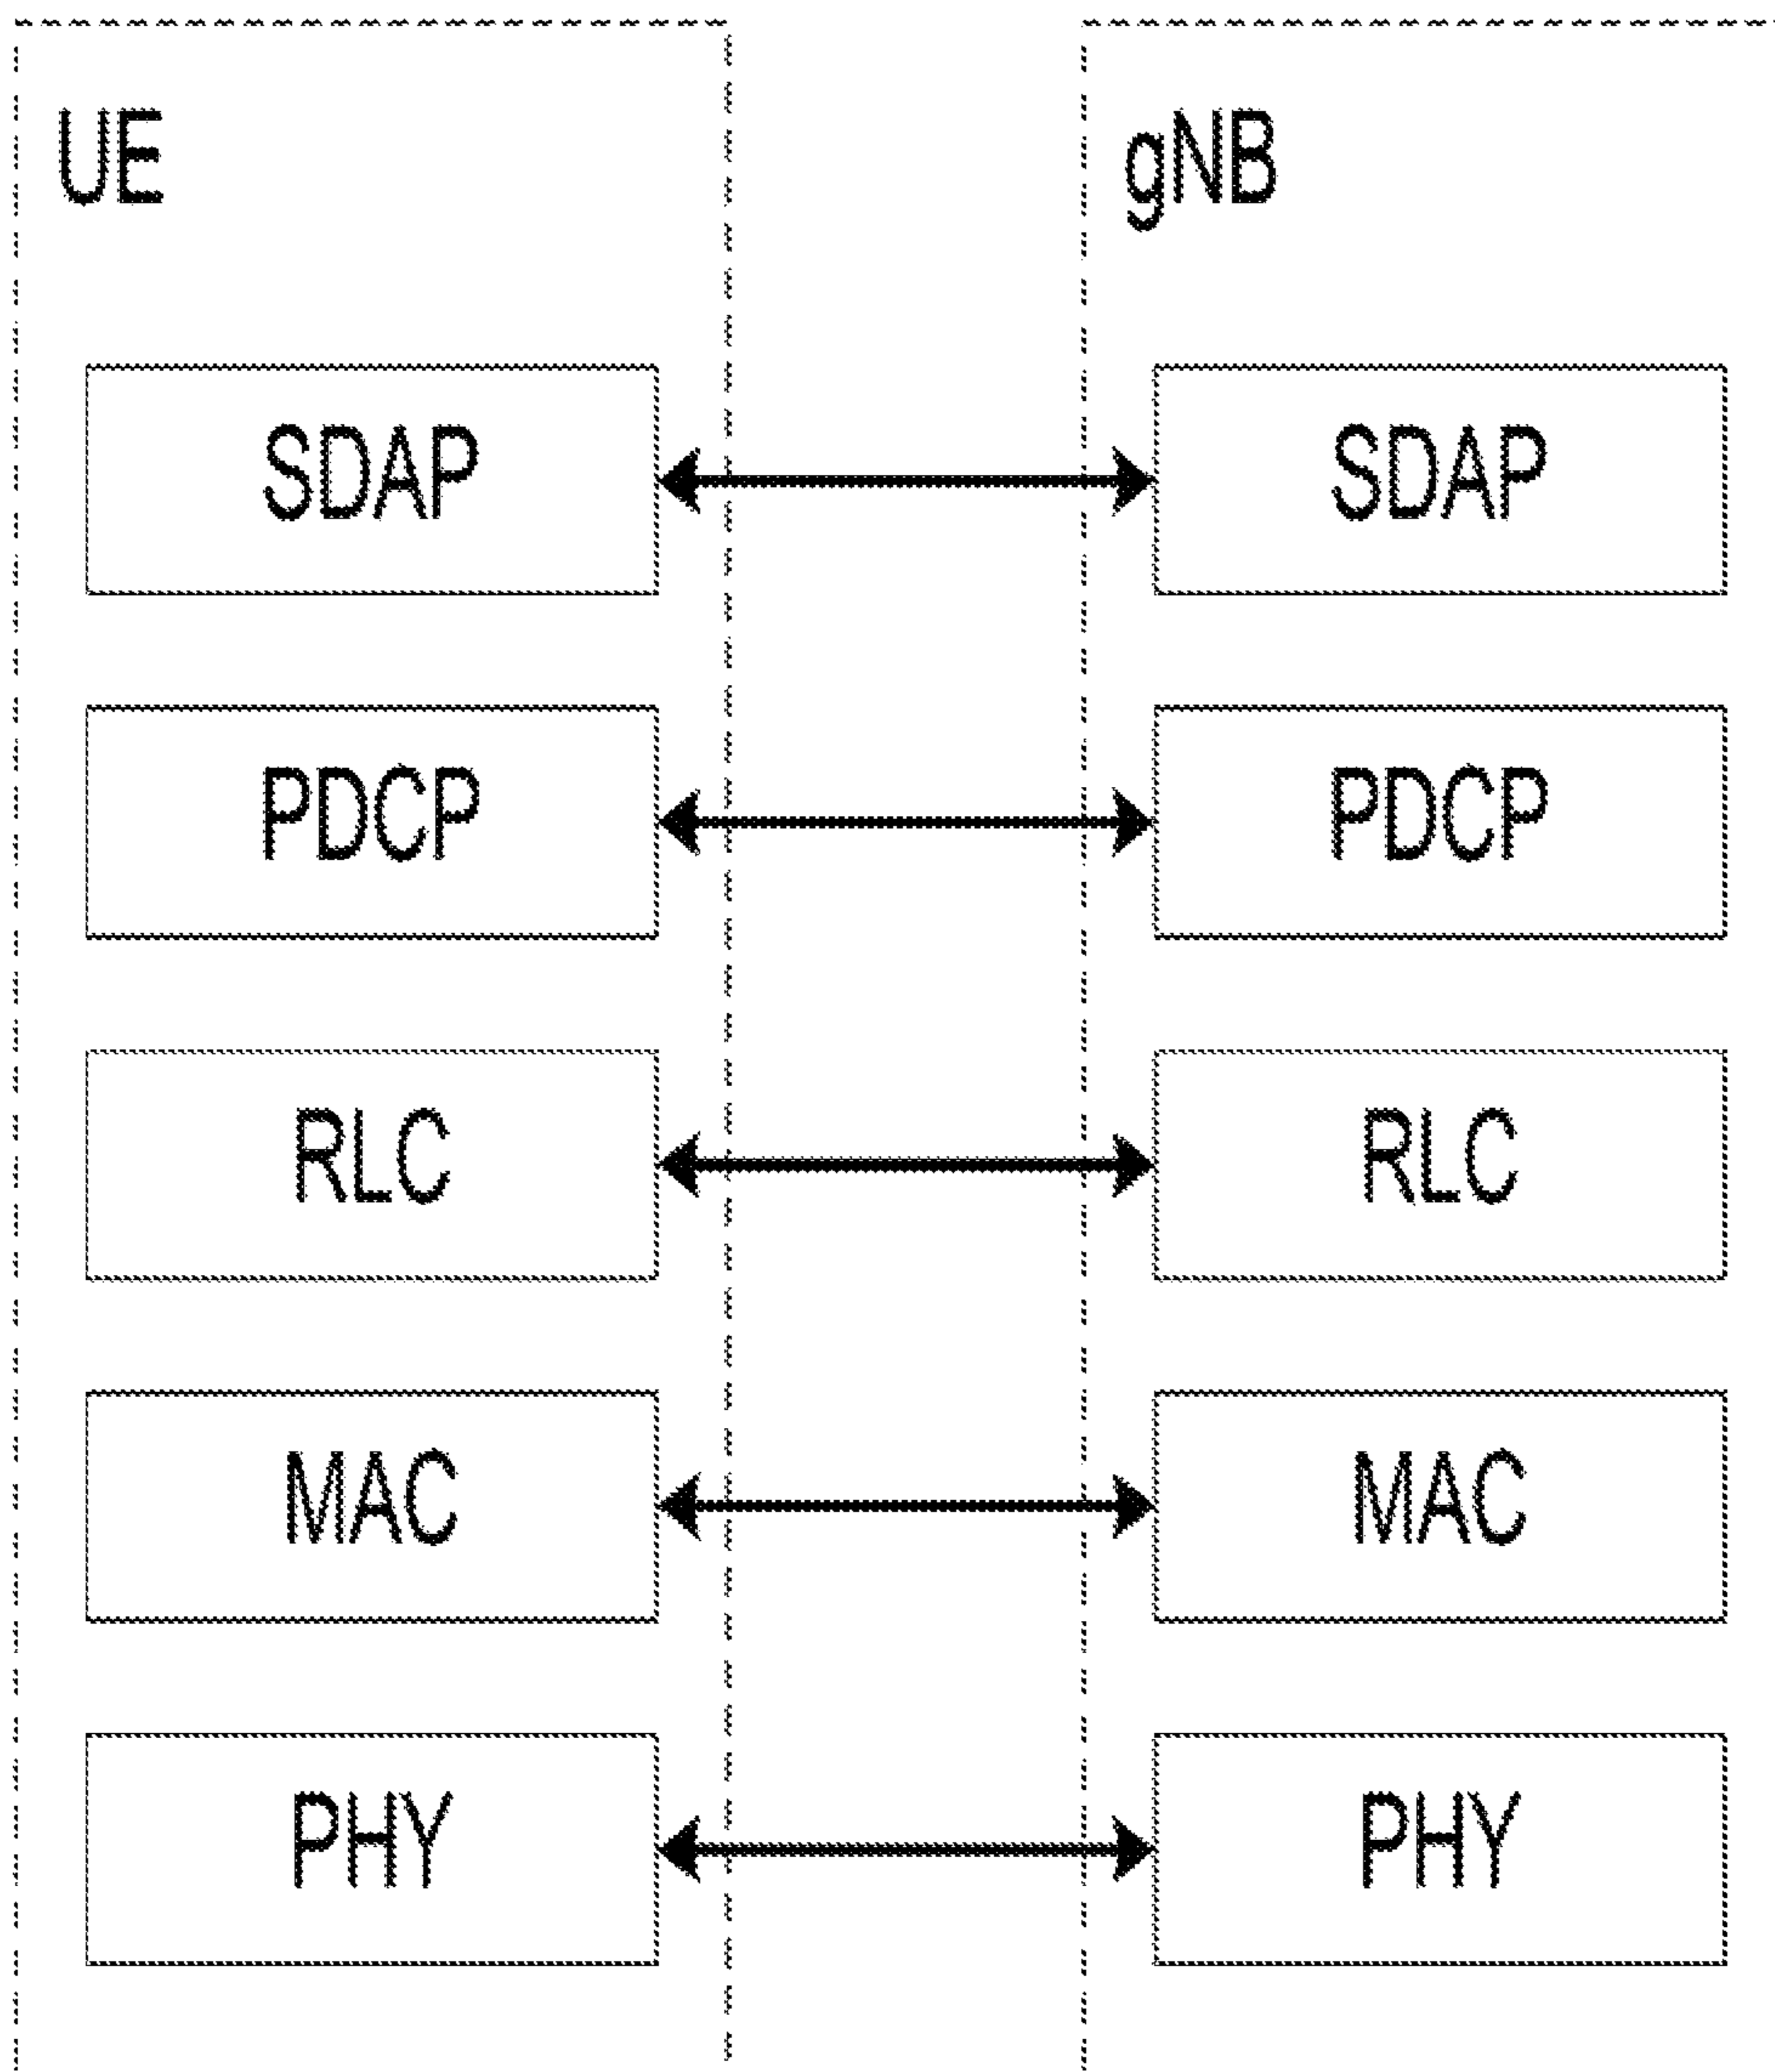 UE gNB
SDAP SDAP
PDCP PDCP
RLC RLC
MAC MAC
PHY PHY